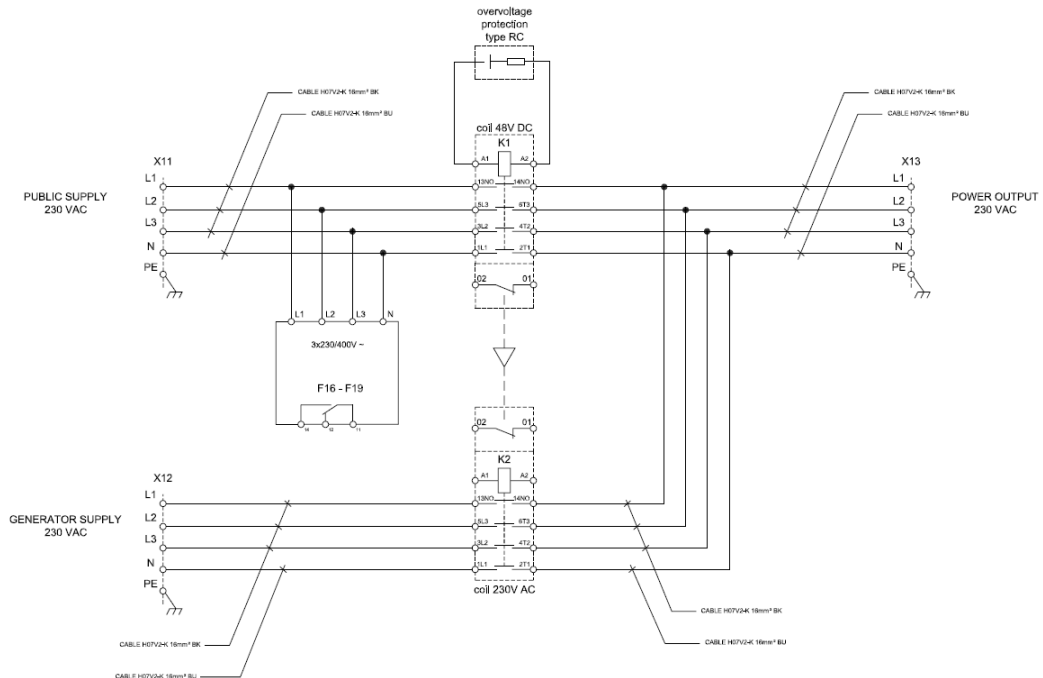 overvoltage
protection
type RC
CABLE H07V2-K 16mm² BK
CABLE H07V2-K 16mm² BU
CABLE H07V2-K 16mm² BK
CABLE H07V2-K 16mm² BU
coil 48V DC
K1
A1 A2
X11
X13
L1 13NO 14NO L1
PUBLIC SUPPLY
230 VAC
POWER OUTPUT
230 VAC
L2 5L3 6T3 L2
L3 3L2 4T2 L3
N 1L1 2T1 N
PE PE
02 01
L1 L2 L3 N
3x230/400V ~
F16 - F19
14 12 11
02 01
K2
A1 A2
X12
L1 13NO 14NO
GENERATOR SUPPLY
230 VAC
L2 5L3 6T3
L3 3L2 4T2
N 1L1 2T1
PE
coil 230V AC
CABLE H07V2-K 16mm² BK
CABLE H07V2-K 16mm² BU
CABLE H07V2-K 16mm² BK
CABLE H07V2-K 16mm² BU